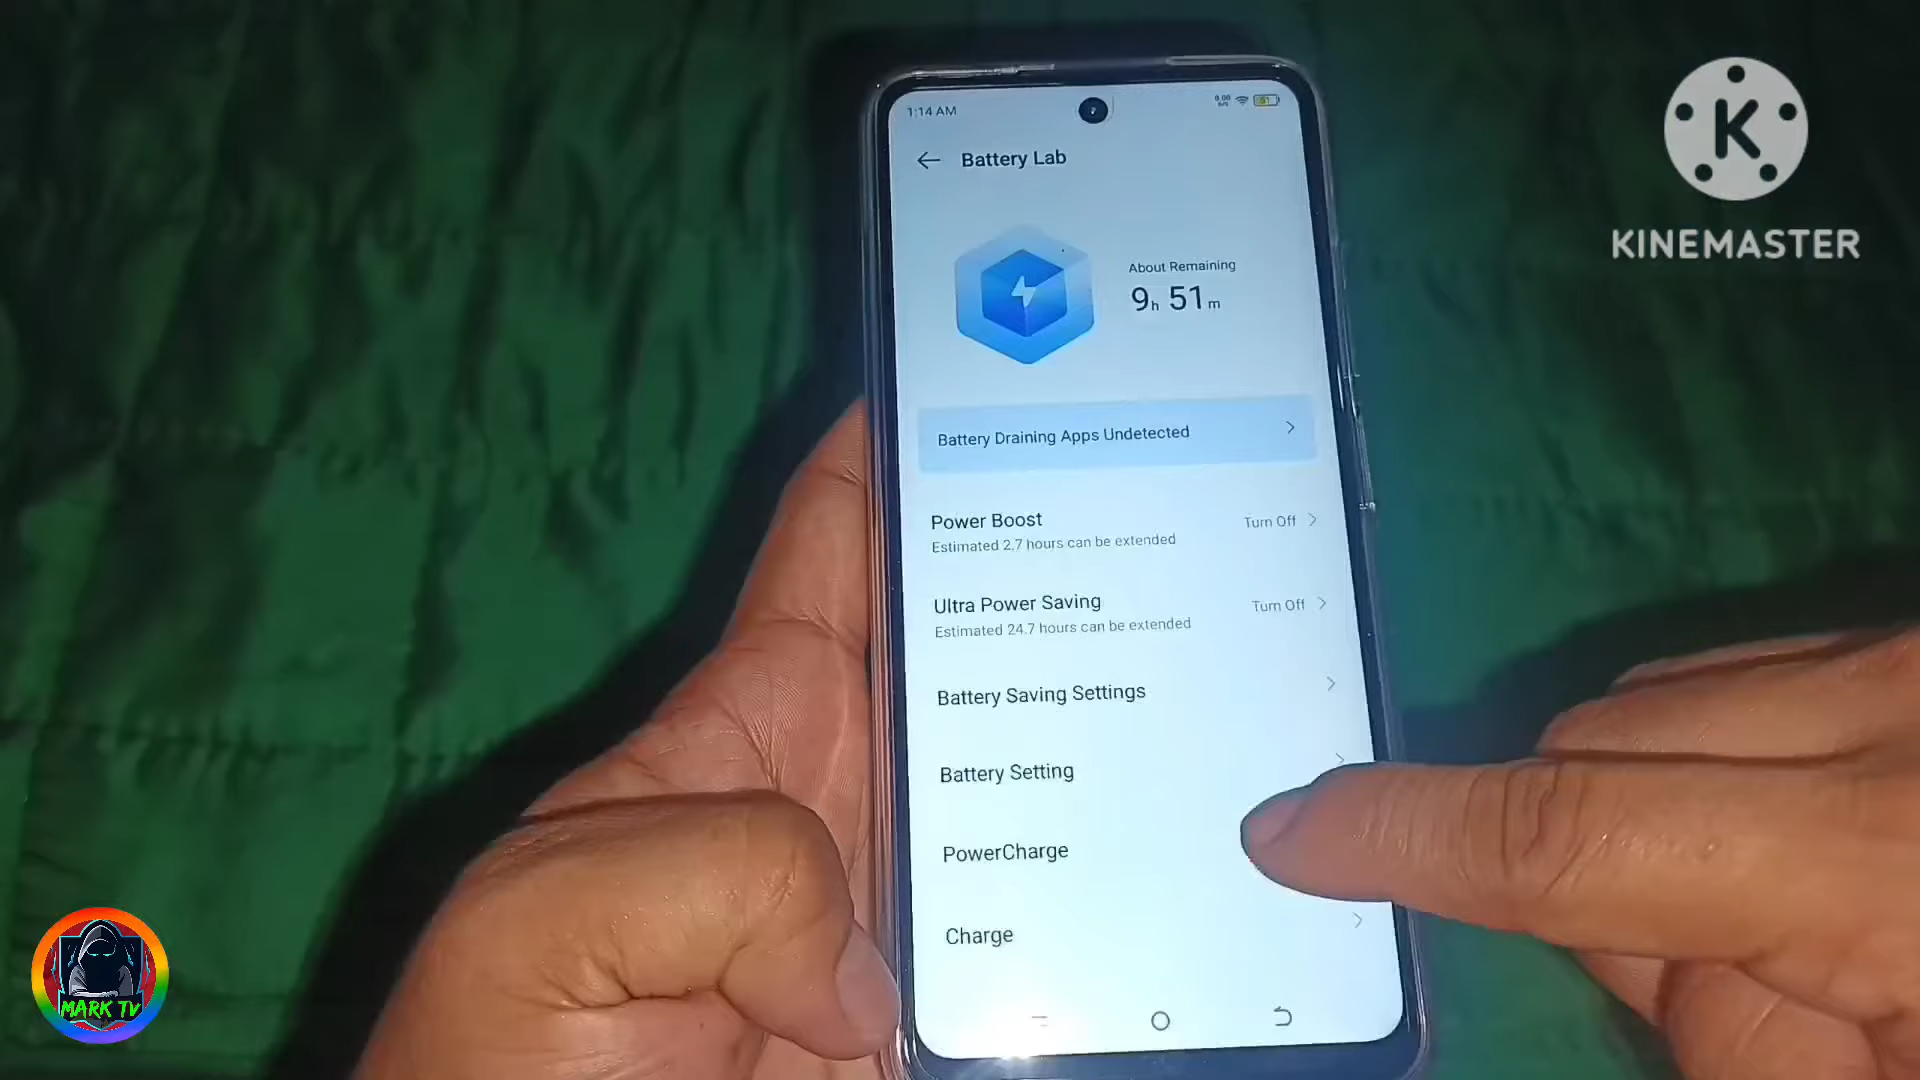 1:14 AM
Battery Lab
About Remaining
9h 51m
Battery Draining Apps Undetected
Power Boost
Turn Off
Estimated 2.7 hours can be extended
Ultra Power Saving
Turn Off
Estimated 24.7 hours can be extended
Battery Saving Settings
Battery Setting
PowerCharge
Charge
K
KINEMASTER
MARK TV